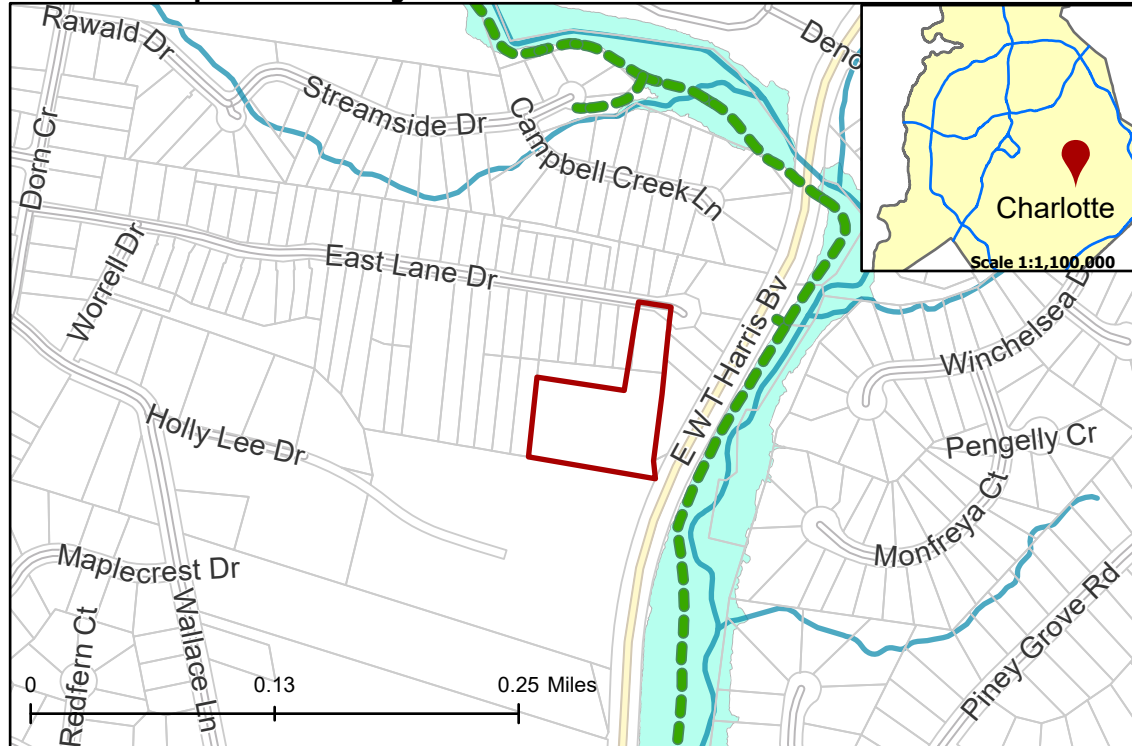 Rawald Dr
Streamside Dr
Campbell Creek Ln
Dorn Cr
Worrell Dr
East Lane Dr
E W T Harris Bv
Charlotte
Scale 1:1,100,000
Winchelsea D
Pengelly Cr
Monfreya Ct
Piney Grove Rd
Holly Lee Dr
Maplecrest Dr
Wallace Ln
Redfern Ct
0
0.13
0.25 Miles